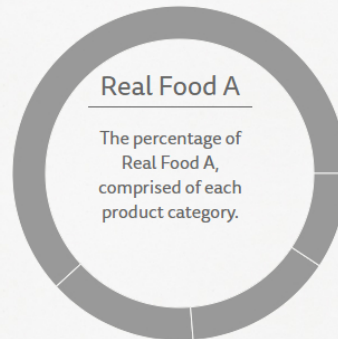 Real Food A
The percentage of
Real Food A,
comprised of each
product category.